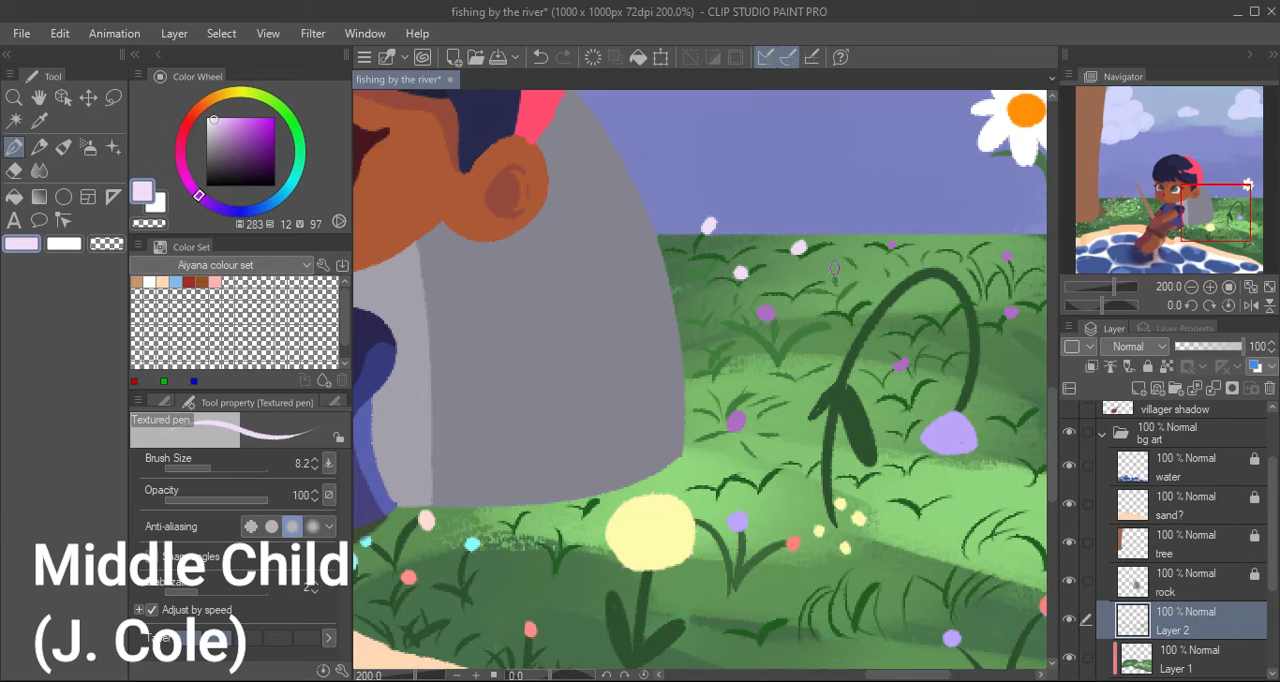 fishing by the river* (1000 x 1000px 72dpi 200.0%) - CLIP STUDIO PAINT PRO
File Edit Animation Layer Select View Filter Window Help
Tool
Color Wheel
fishing by the river*
Navigator
283 12 97
Color Set
Aiyana colour set
Tool property [Textured pen]
Textured pen
Brush Size 8.2
Opacity 100
Anti-aliasing
2
Adjust by speed
Middle Child
(J. Cole)
200.0 0.0
200.0
0.0
Layer Layer Property
Normal 100
villager shadow
100 % Normal
bg art
100 % Normal
water
100 % Normal
sand?
100 % Normal
tree
100 % Normal
rock
100 % Normal
Layer 2
100 % Normal
Layer 1